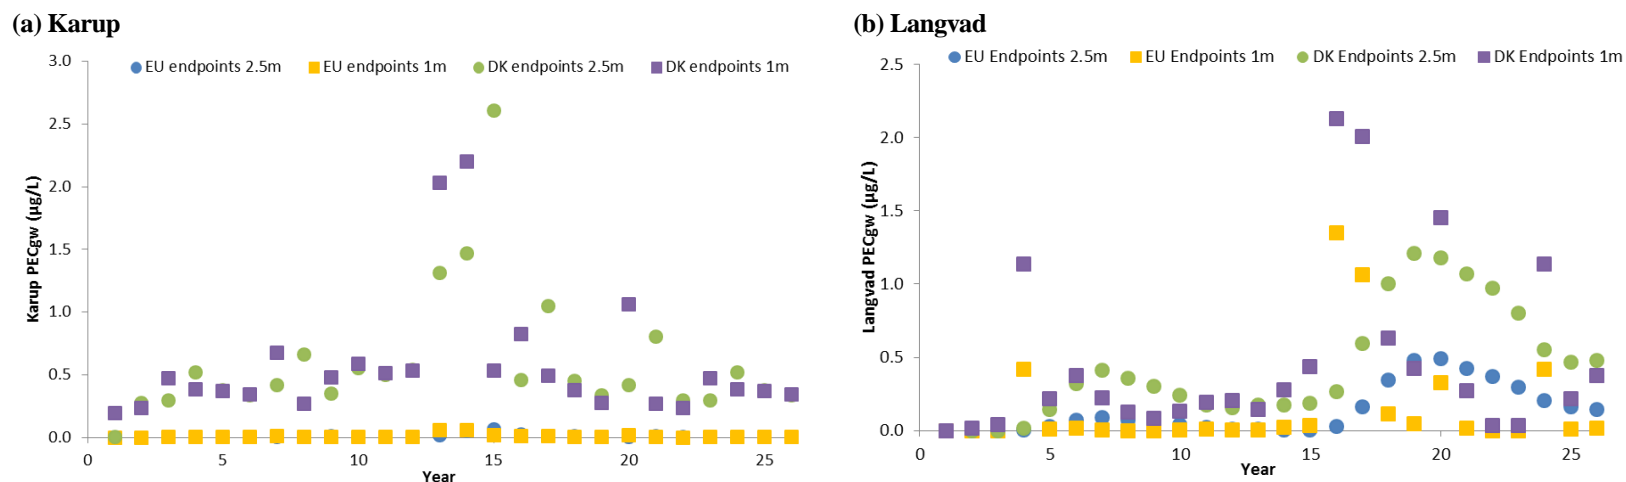 (a) Karup
EU endpoints 2.5m EU endpoints 1m DK endpoints 2.5m DK endpoints 1m
Karup PECgw (µg/L)
3.0
2.5
2.0
1.5
1.0
0.5
0.0
0 5 10 15 20 25
Year
(b) Langvad
EU Endpoints 2.5m EU Endpoints 1m DK Endpoints 2.5m DK Endpoints 1m
Langvad PECgw (µg/L)
2.5
2.0
1.5
1.0
0.5
0.0
0 5 10 15 20 25
Year